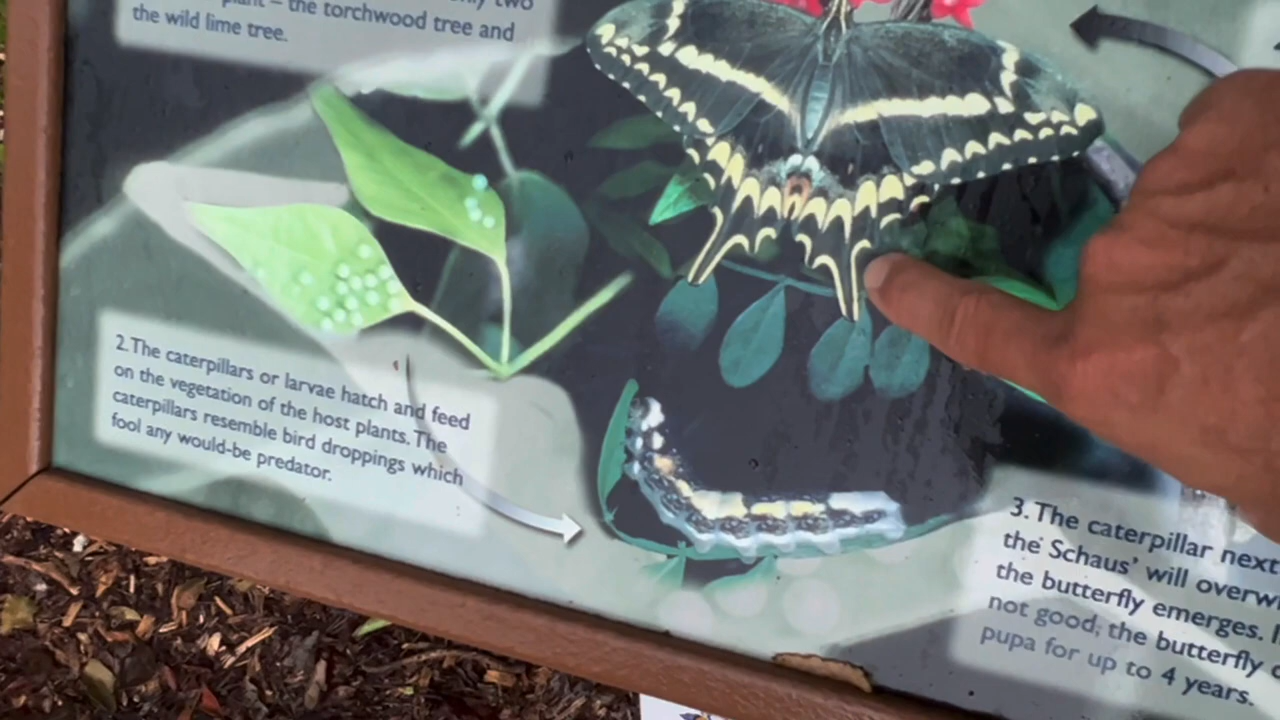 plant – the torchwood tree and
the wild lime tree.
2. The caterpillars or larvae hatch and feed
on the vegetation of the host plants. The
caterpillars resemble bird droppings which
fool any would-be predator.
3. The caterpillar next
the Schaus' will overwi
the butterfly emerges.
not good, the butterfly
pupa for up to 4 years.